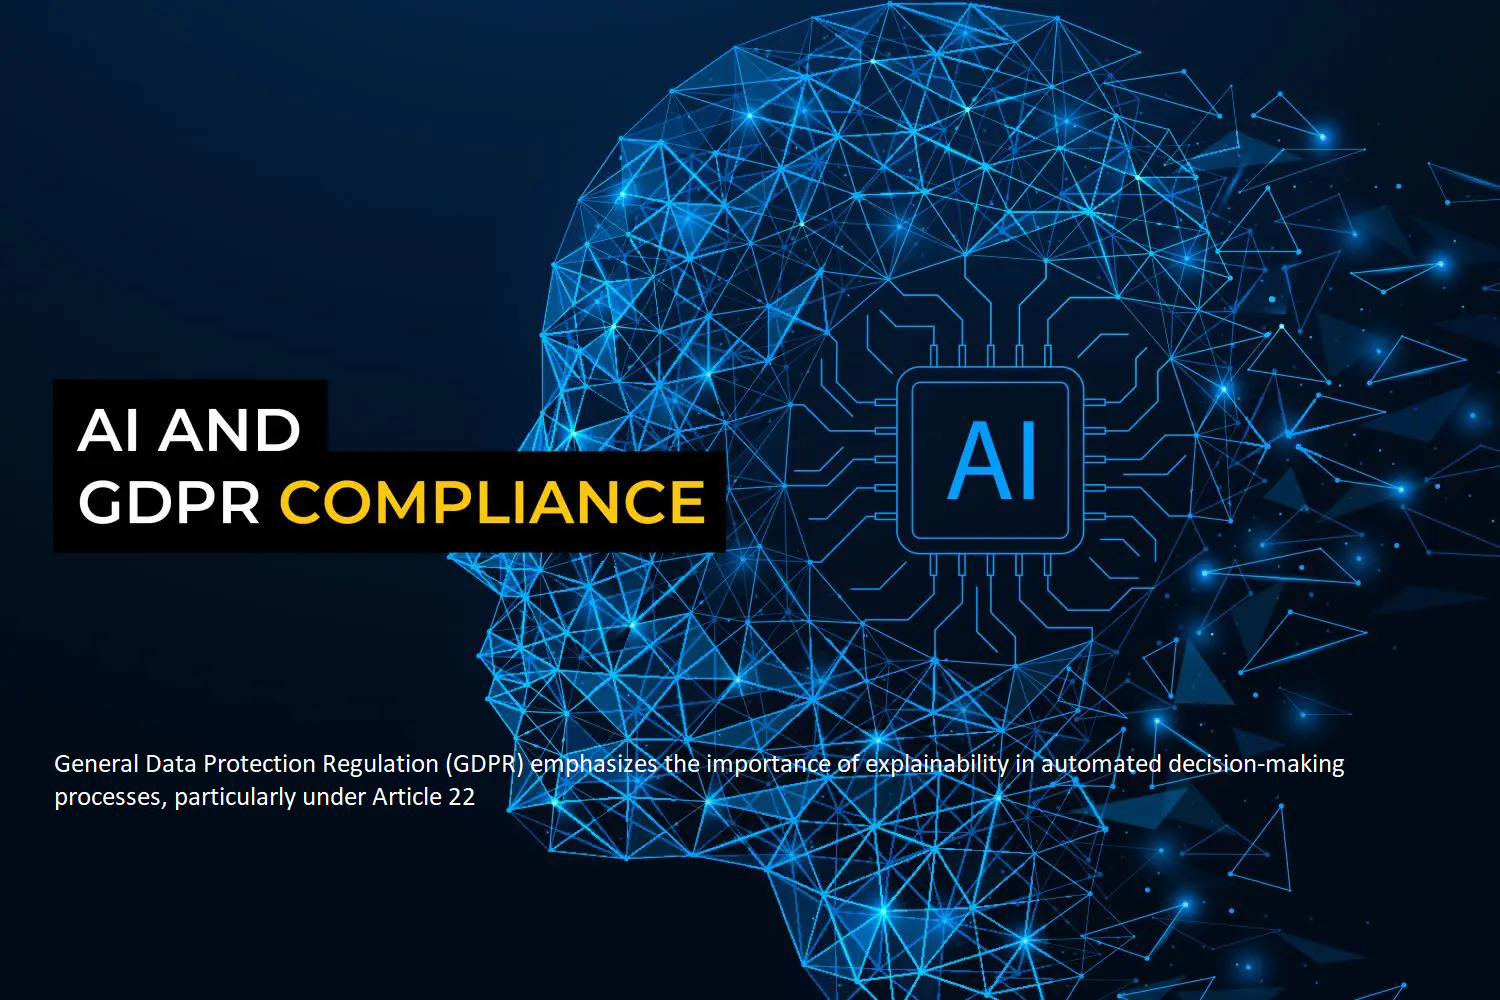 AI AND
GDPR COMPLIANCE
AI
General Data Protection Regulation (GDPR) emphasizes the importance of explainability in automated decision-making
processes, particularly under Article 22